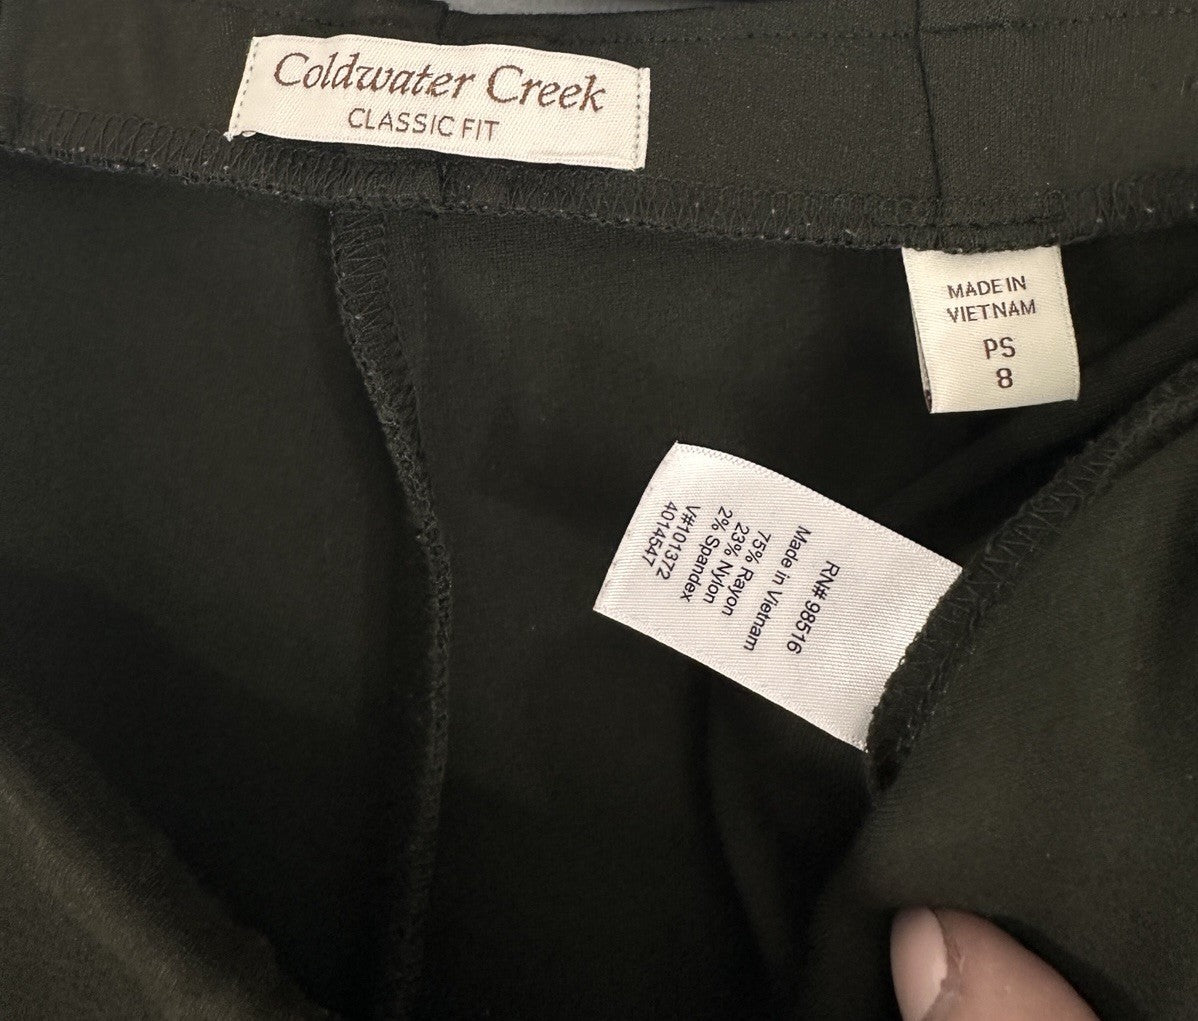 Coldwater Creek
CLASSIC FIT
MADE IN
VIETNAM
PS
8
RN# 98516
Made in Vietnam
75% Rayon
23% Nylon
2% Spandex
V#101372
4014547